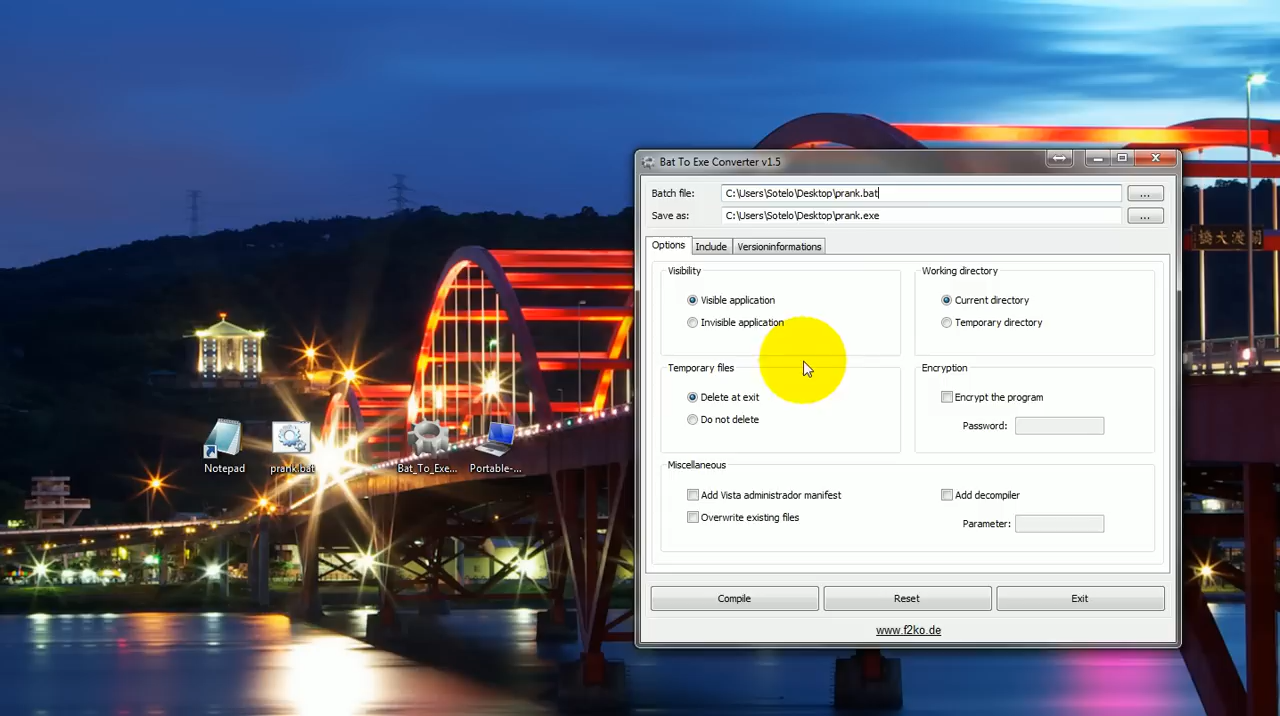 Bat To Exe Converter v1.5
Batch file:
C:\Users\Sotelo\Desktop\prank.bat
...
Save as:
C:\Users\Sotelo\Desktop\prank.exe
...
Options
Include
Versioninformations
Visibility
Visible application
Invisible application
Working directory
Current directory
Temporary directory
Temporary files
Delete at exit
Do not delete
Encryption
Encrypt the program
Password:
Miscellaneous
Add Vista administrador manifest
Overwrite existing files
Add decompiler
Parameter:
Compile
Reset
Exit
www.f2ko.de
Notepad
prank.bat
Bat_To_Exe...
Portable-...